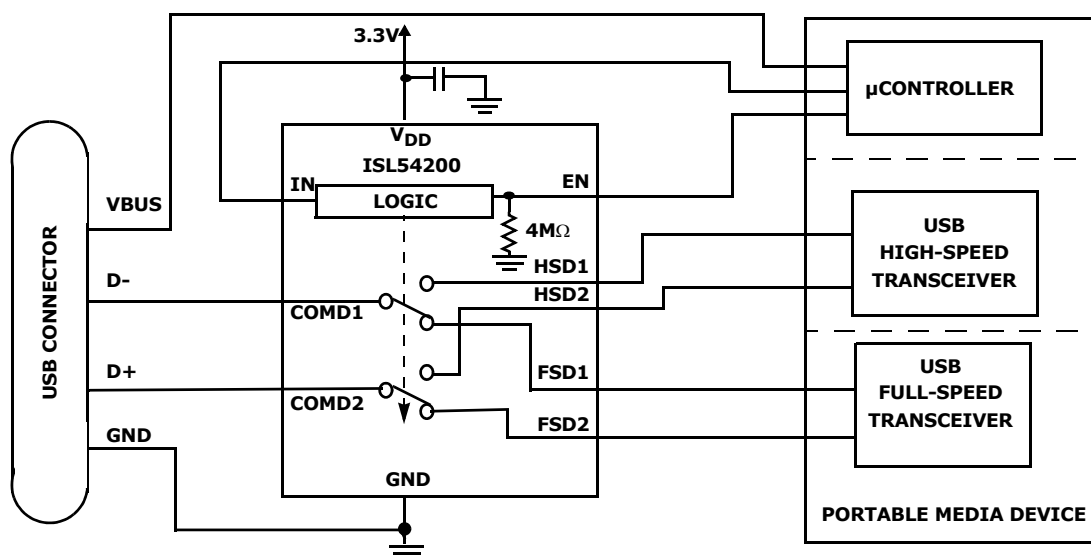 3.3V
µCONTROLLER
VDD
ISL54200
IN
EN
LOGIC
4MΩ
USB CONNECTOR
VBUS
D-
D+
GND
COMD1
COMD2
HSD1
HSD2
FSD1
FSD2
GND
USB
HIGH-SPEED
TRANSCEIVER
USB
FULL-SPEED
TRANSCEIVER
PORTABLE MEDIA DEVICE